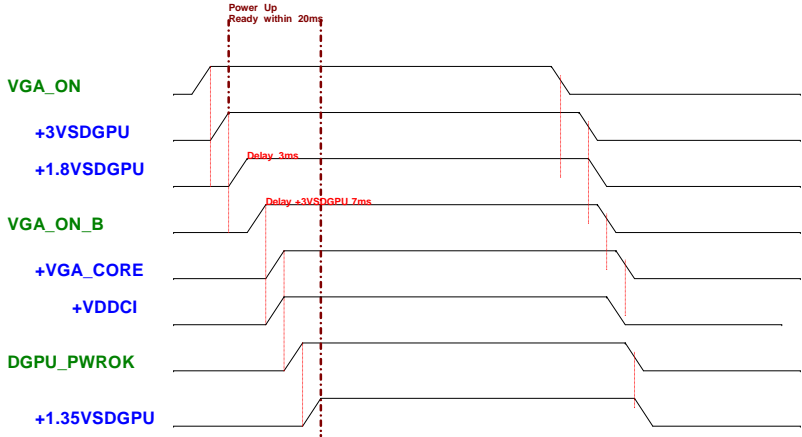 Power Up
Ready within 20ms
VGA_ON
+3VSDGPU
+1.8VSDGPU
Delay 3ms
Delay +3VSDGPU 7ms
VGA_ON_B
+VGA_CORE
+VDDCI
DGPU_PWROK
+1.35VSDGPU